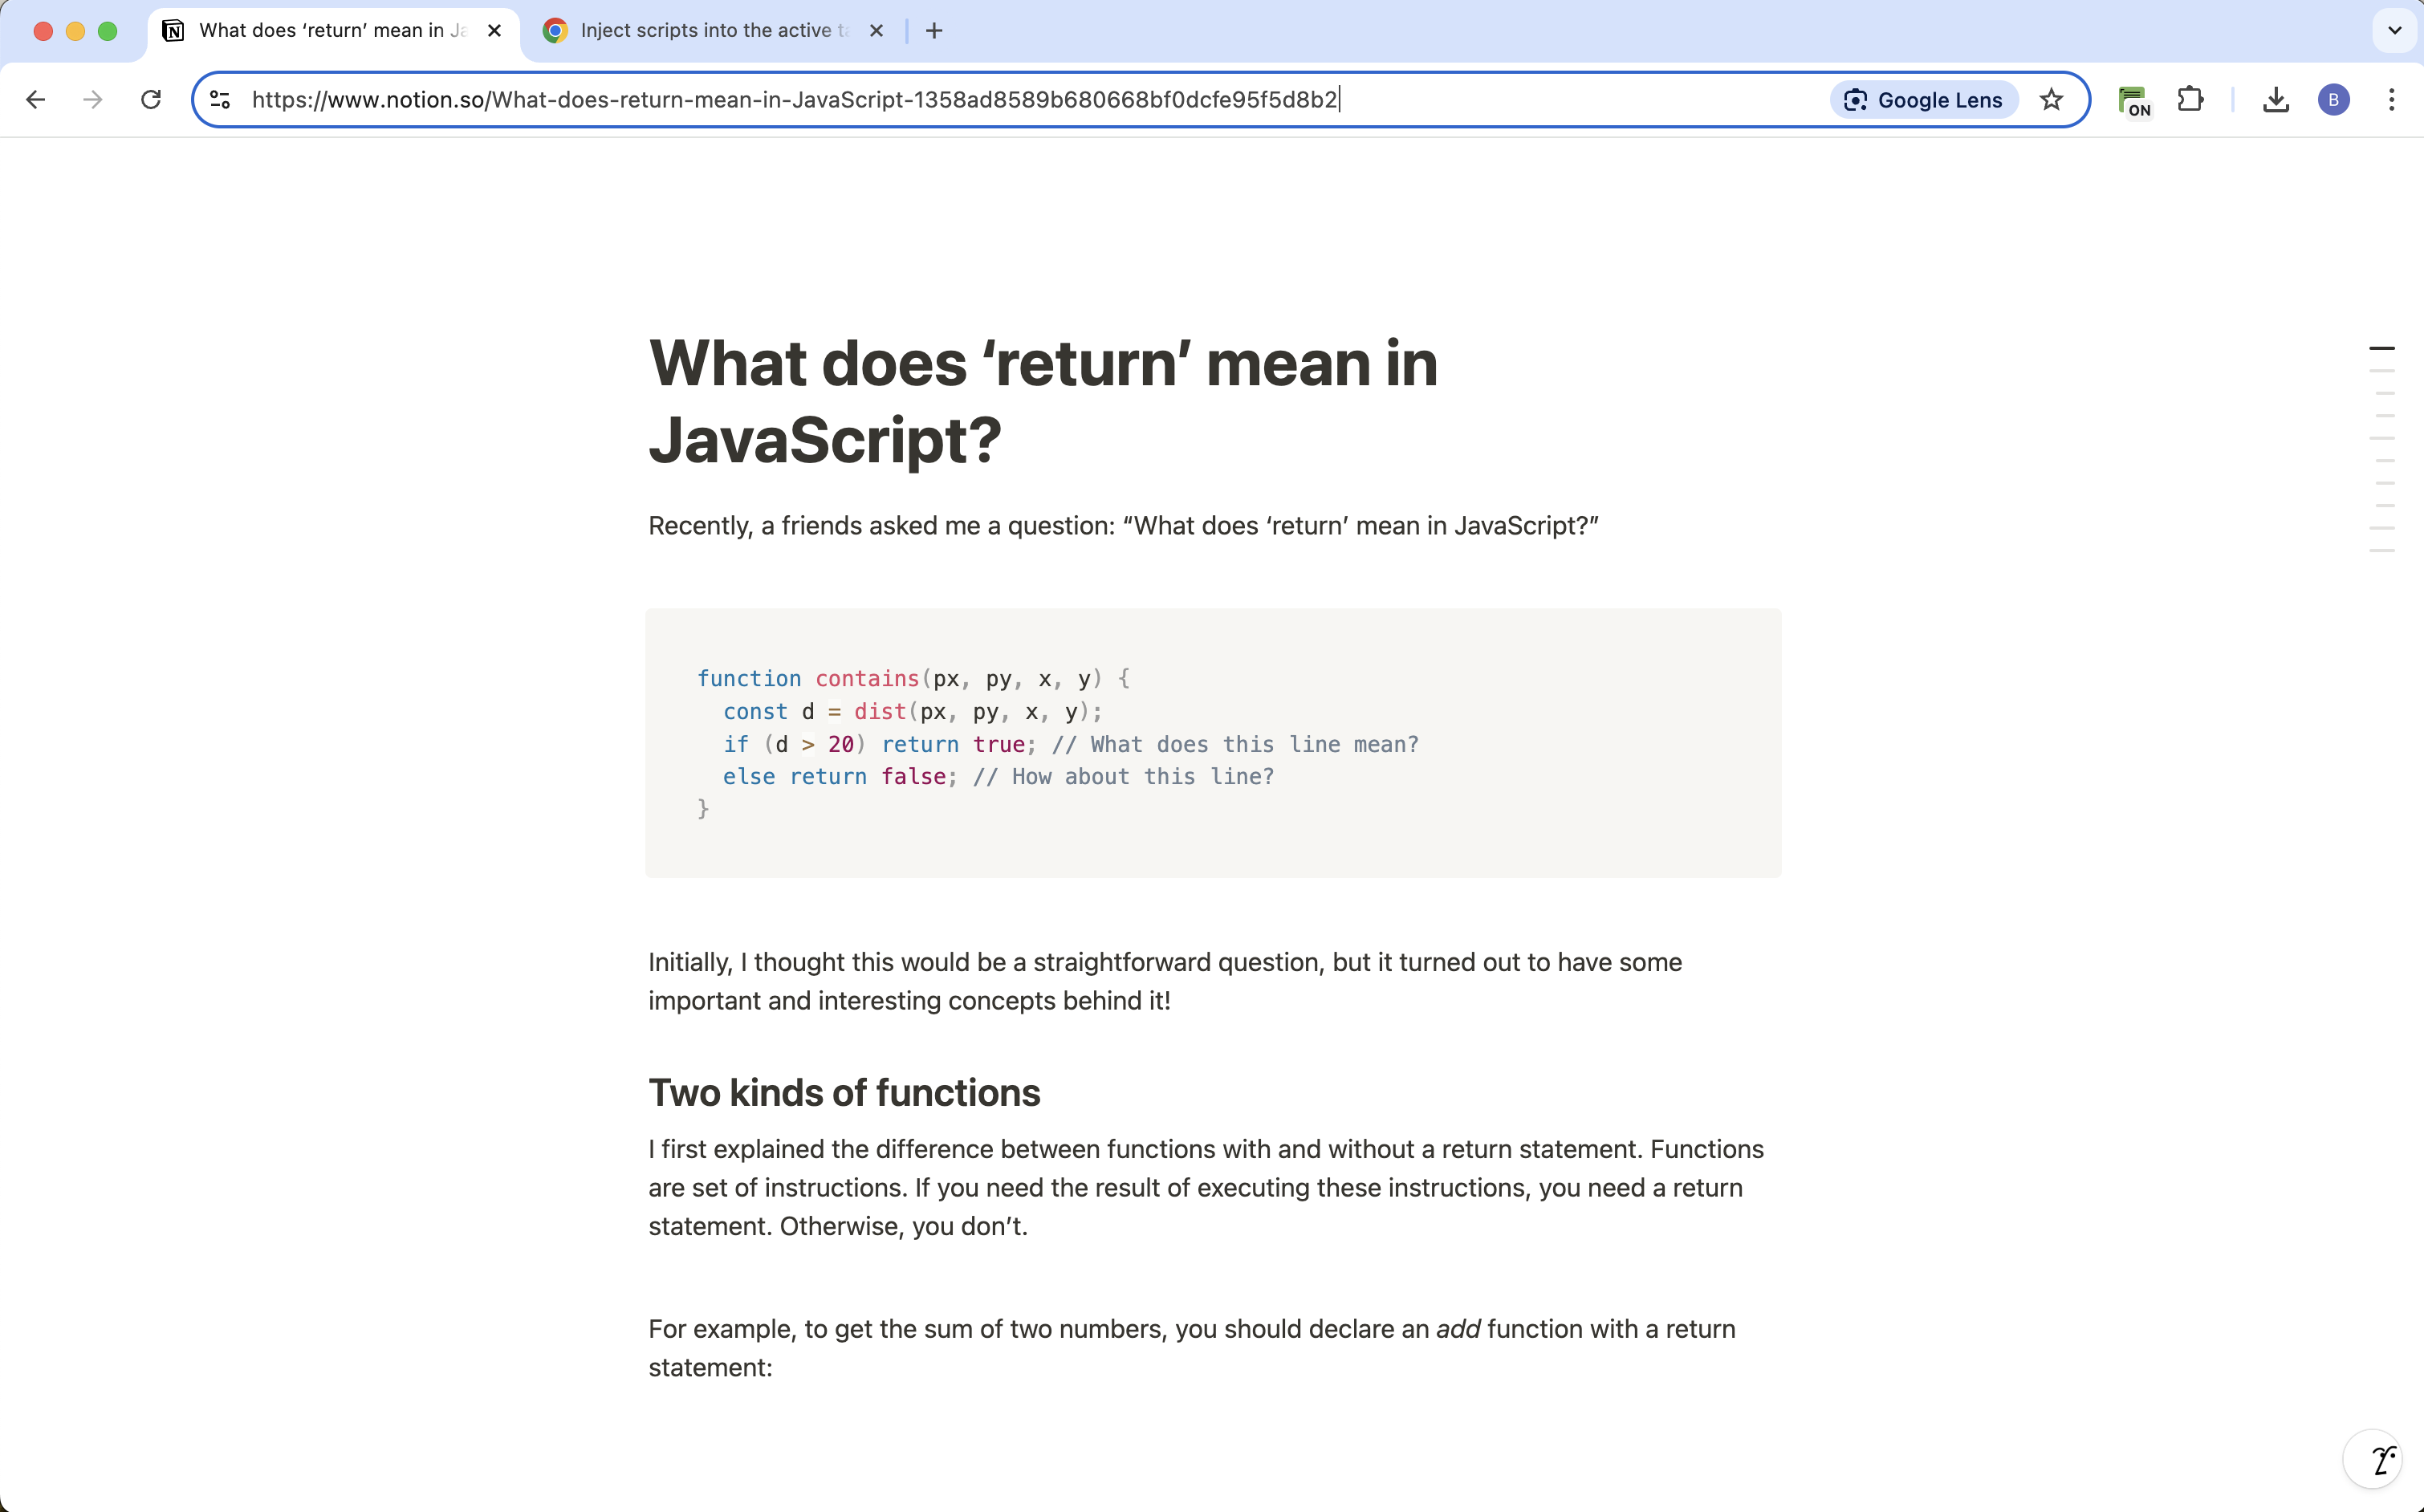 What does ‘return’ mean in Ja
Inject scripts into the active ta
https://www.notion.so/What-does-return-mean-in-JavaScript-1358ad8589b680668bf0dcfe95f5d8b2
Google Lens
ON
B
What does ‘return’ mean in
JavaScript?
Recently, a friends asked me a question: “What does ‘return’ mean in JavaScript?”
function contains(px, py, x, y) {
  const d = dist(px, py, x, y);
  if (d > 20) return true; // What does this line mean?
  else return false; // How about this line?
}
Initially, I thought this would be a straightforward question, but it turned out to have some
important and interesting concepts behind it!
Two kinds of functions
I first explained the difference between functions with and without a return statement. Functions
are set of instructions. If you need the result of executing these instructions, you need a return
statement. Otherwise, you don’t.
For example, to get the sum of two numbers, you should declare an add function with a return
statement: